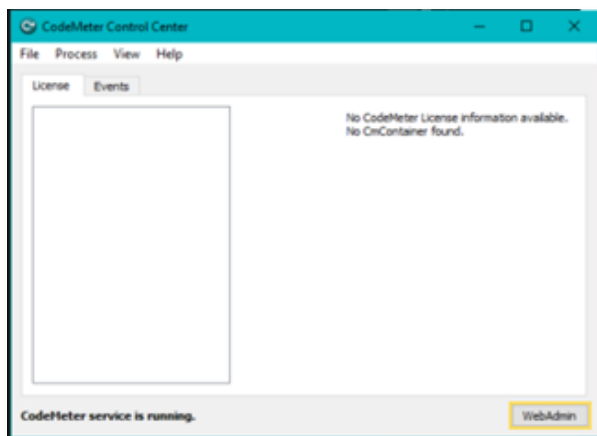 CodeMeter Control Center
File Process View Help
License Events
No CodeMeter License information available.
No CmContainer found.
CodeMeter service is running.
WebAdmin